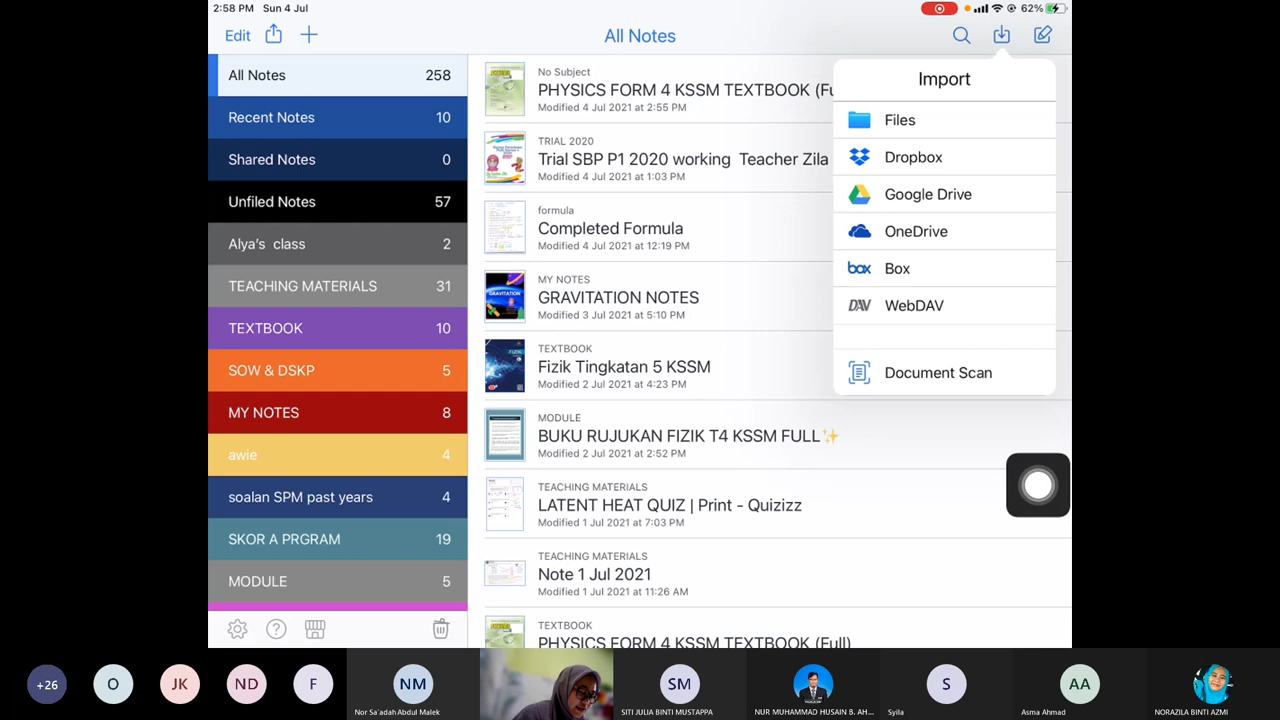 2:58 PM Sun 4 Jul
62%
Edit
All Notes
All Notes 258
Recent Notes 10
Shared Notes 0
Unfiled Notes 57
Alya's class 2
TEACHING MATERIALS 31
TEXTBOOK 10
SOW & DSKP 5
MY NOTES 8
awie 4
soalan SPM past years 4
SKOR A PRGRAM 19
MODULE 5
No Subject
PHYSICS FORM 4 KSSM TEXTBOOK (Fu
Modified 4 Jul 2021 at 2:55 PM
TRIAL 2020
Trial SBP P1 2020 working Teacher Zila
Modified 4 Jul 2021 at 1:03 PM
formula
Completed Formula
Modified 4 Jul 2021 at 12:19 PM
MY NOTES
GRAVITATION NOTES
Modified 3 Jul 2021 at 5:10 PM
TEXTBOOK
Fizik Tingkatan 5 KSSM
Modified 2 Jul 2021 at 4:23 PM
MODULE
BUKU RUJUKAN FIZIK T4 KSSM FULL✨
Modified 2 Jul 2021 at 2:52 PM
TEACHING MATERIALS
LATENT HEAT QUIZ | Print - Quizizz
Modified 1 Jul 2021 at 7:03 PM
TEACHING MATERIALS
Note 1 Jul 2021
Modified 1 Jul 2021 at 11:26 AM
TEXTBOOK
PHYSICS FORM 4 KSSM TEXTBOOK (Full)
Import
Files
Dropbox
Google Drive
OneDrive
box Box
DAV WebDAV
Document Scan
+26
O
JK
ND
F
NM
Nor Sa'adah Abdul Malek
SM
SITI JULIA BINTI MUSTAPPA
NUR MUHAMMAD HUSAIN B. AH...
S
Syila
AA
Asma Ahmad
NORAZILA BINTI AZMI